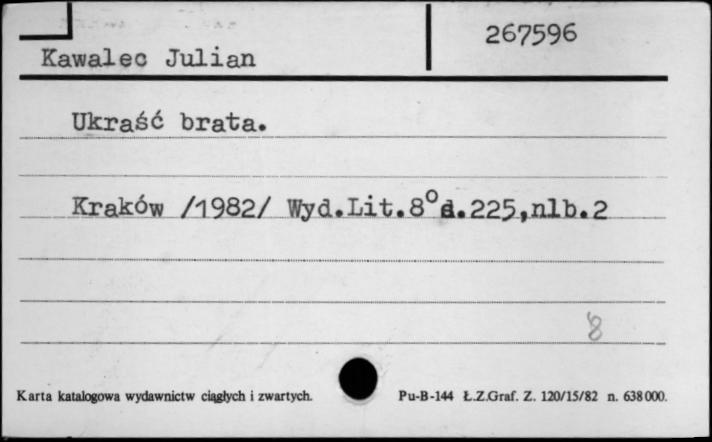 Kawalec Julian
267596
Ukraść brata.
Kraków /1982/ Wyd.Lit.8°s.225,nlb.2
8
Karta katalogowa wydawnictw ciągłych i zwartych.
Pu-B-144 Ł.Z.Graf. Z. 120/15/82 n. 638000.